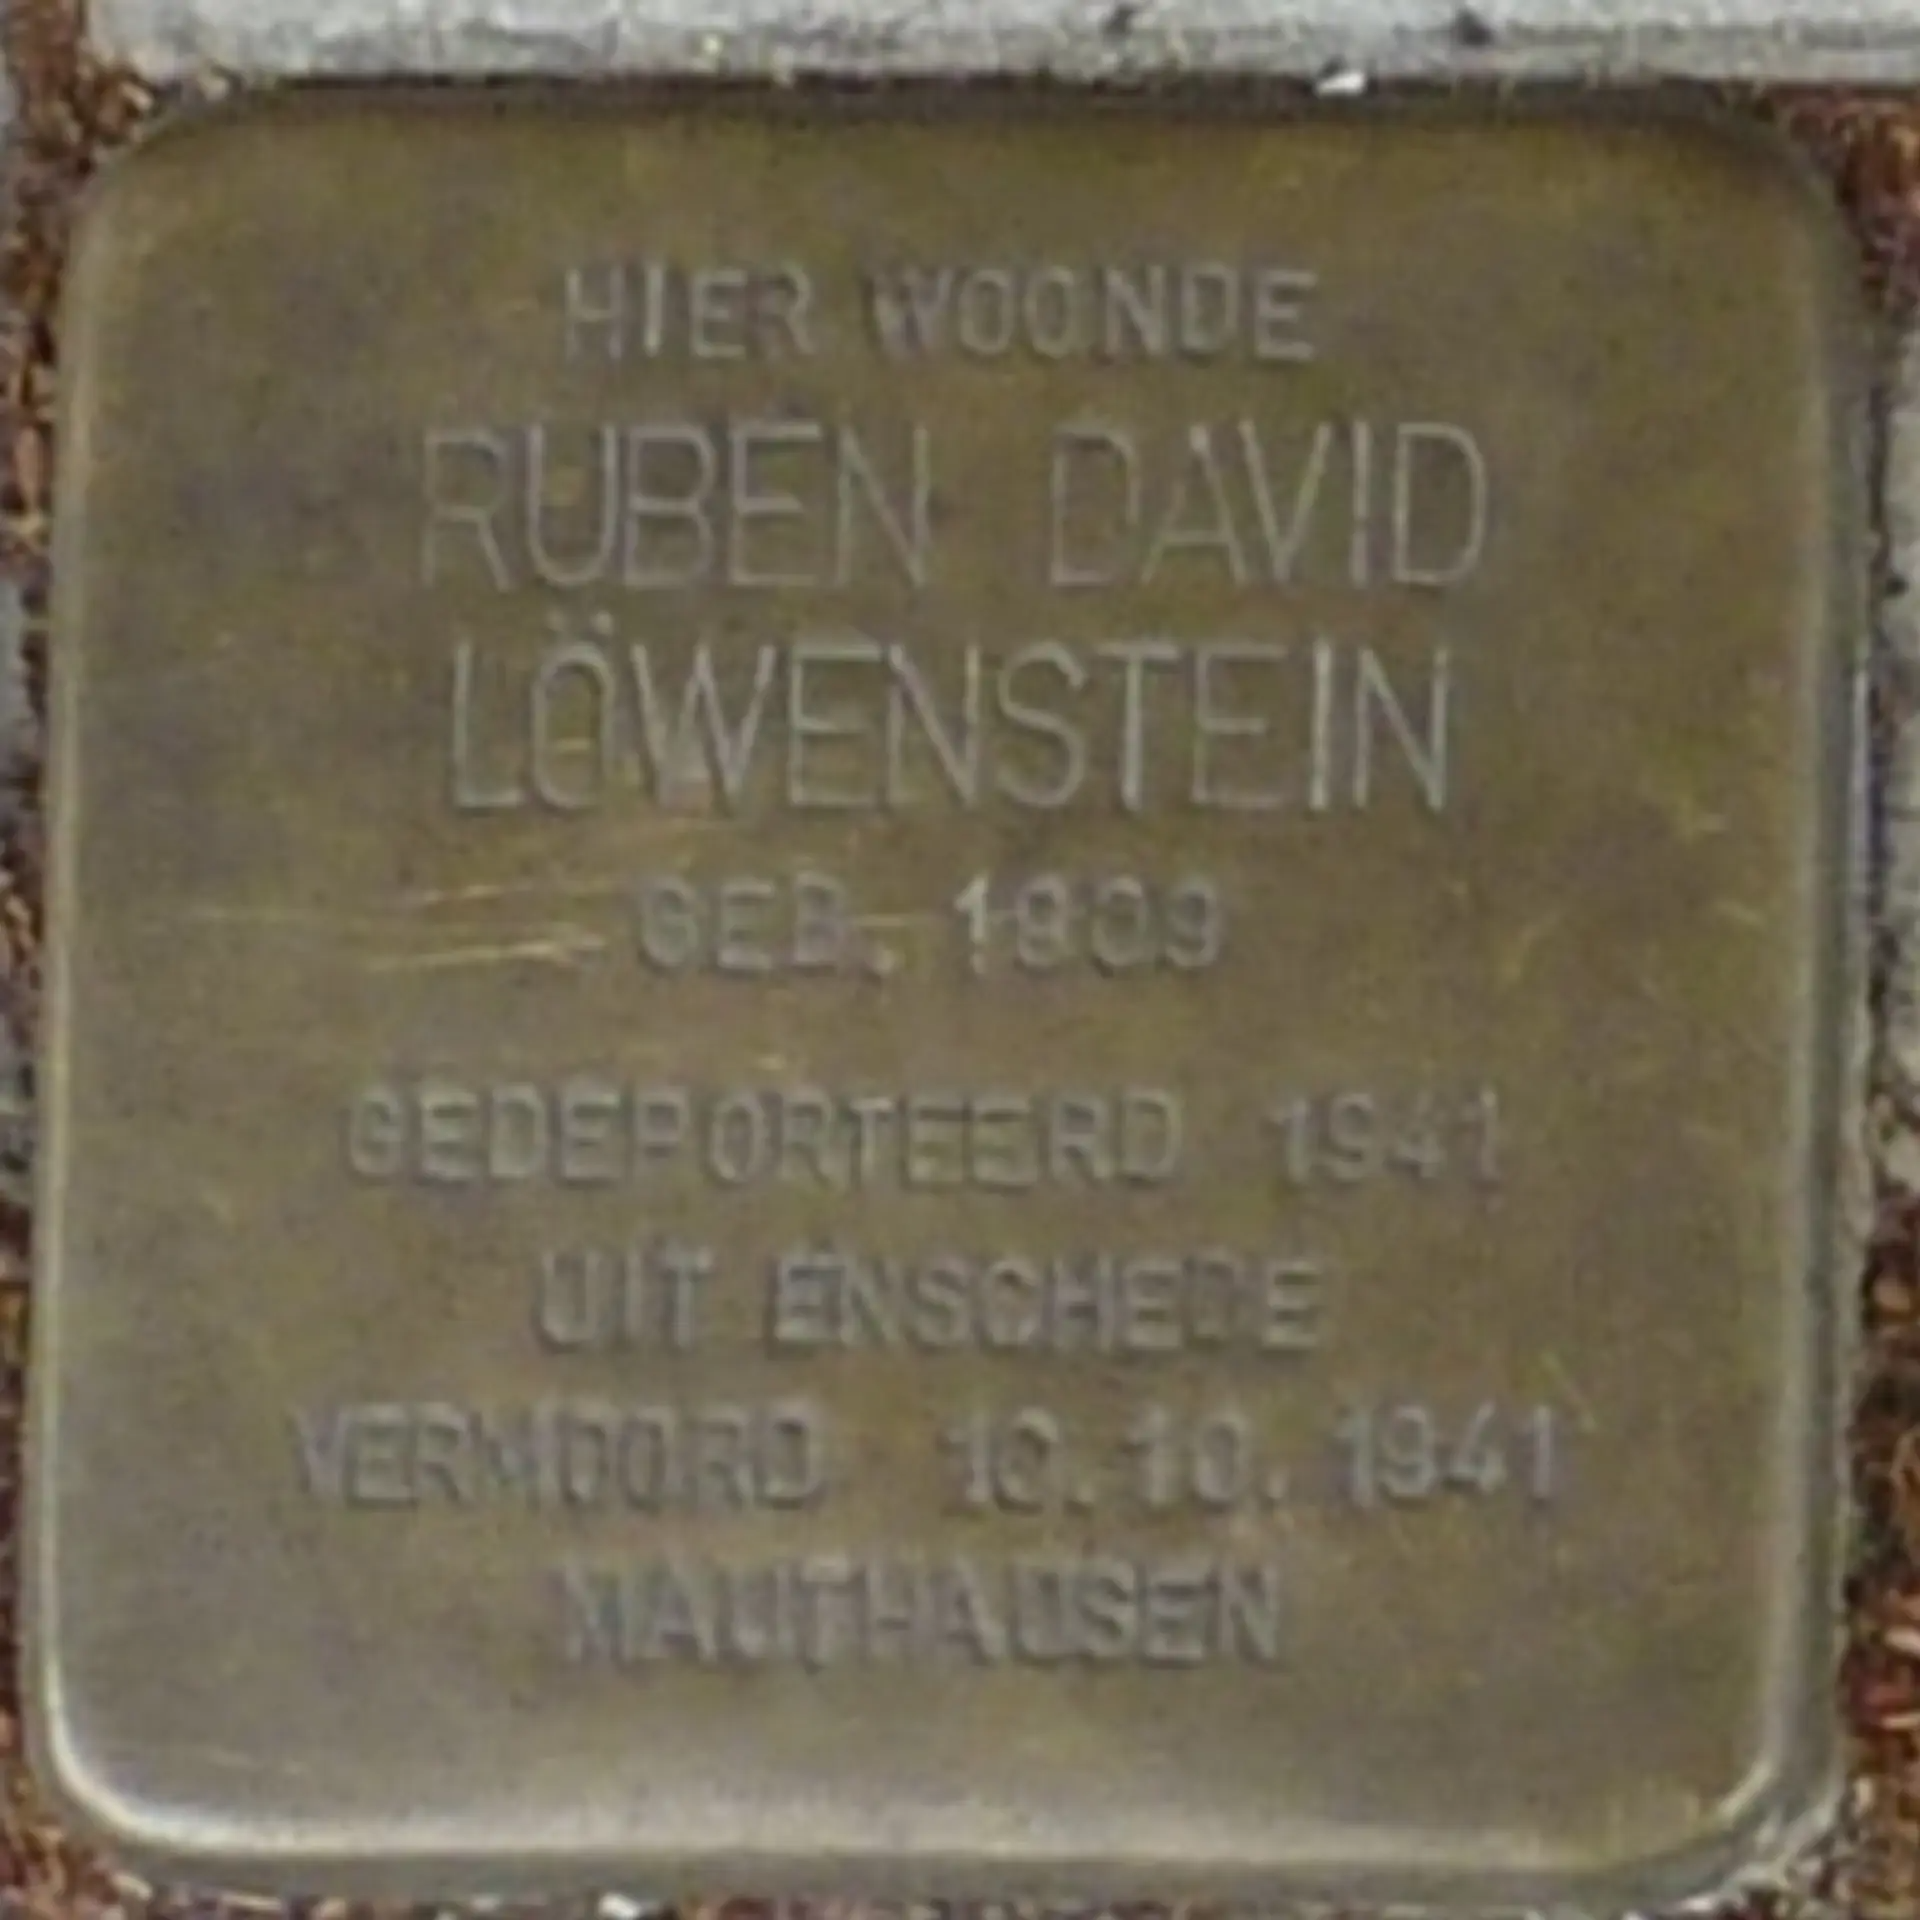 HIER WOONDE
RUBEN DAVID
LÖWENSTEIN
GEB. 1909
GEDEPORTEERD 1941
UIT ENSCHEDE
VERMOORD 10.10.1941
MAUTHAUSEN